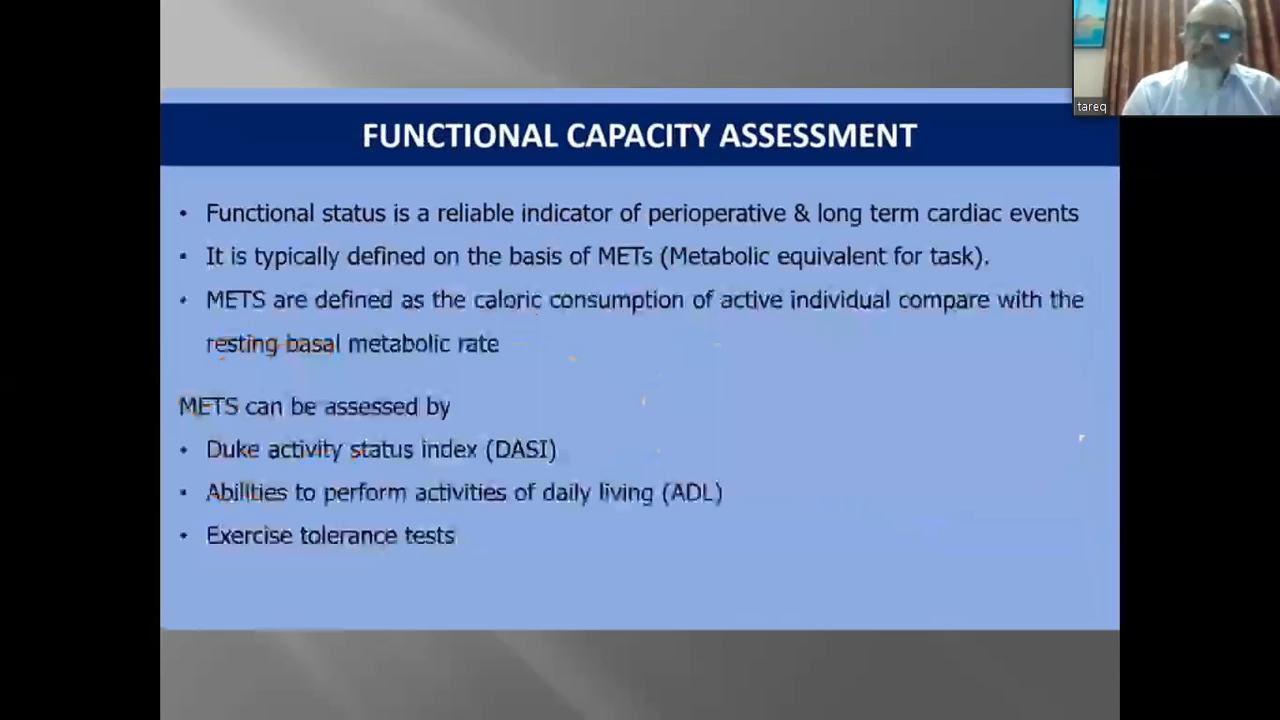 FUNCTIONAL CAPACITY ASSESSMENT
• Functional status is a reliable indicator of perioperative & long term cardiac events
• It is typically defined on the basis of METs (Metabolic equivalent for task).
• METS are defined as the caloric consumption of active individual compare with the
resting basal metabolic rate
METS can be assessed by
• Duke activity status index (DASI)
• Abilities to perform activities of daily living (ADL)
• Exercise tolerance tests
tareq